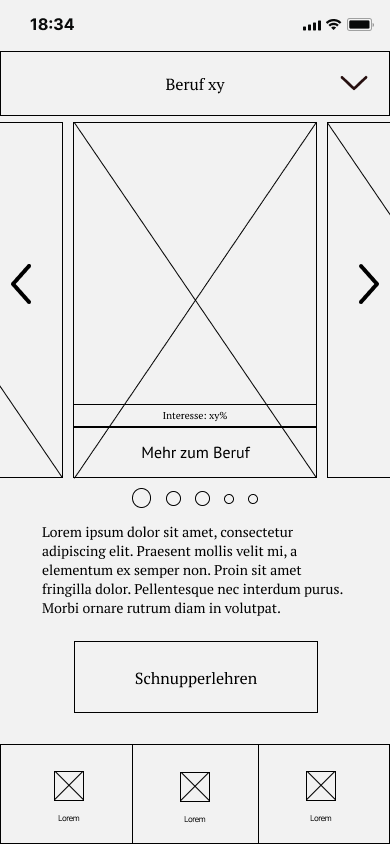 18:34
Beruf xy
Interesse: xy%
Mehr zum Beruf
Lorem ipsum dolor sit amet, consectetur
adipiscing elit. Praesent mollis velit mi, a
elementum ex semper non. Proin sit amet
fringilla dolor. Pellentesque nec interdum purus.
Morbi ornare rutrum diam in volutpat.
Schnupperlehren
Lorem
Lorem
Lorem